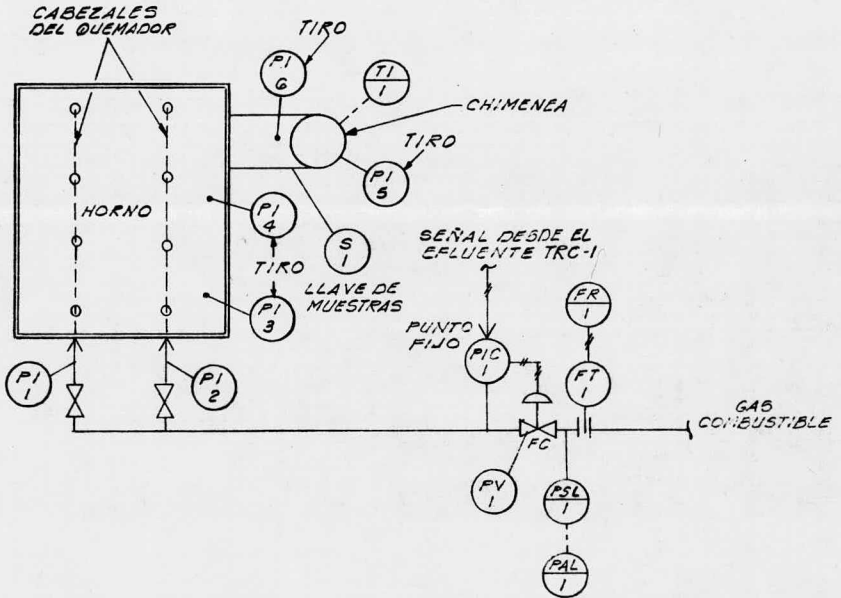 CABEZALES
DEL QUEMADOR
TIRO
PI
6
TI
1
CHIMENEA
TIRO
PI
5
HORNO
PI
4
S
1
TIRO
LLAVE DE
MUESTRAS
PI
3
SEÑAL DESDE EL
EFLUENTE TRC-1
FR
1
PUNTO
FIJO
PIC
1
FT
1
PI
1
PI
2
GAS
COMBUSTIBLE
FC
PV
1
PSL
1
PAL
1